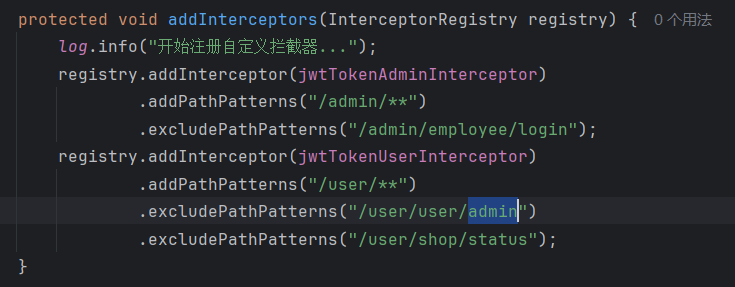 protected void addInterceptors(InterceptorRegistry registry) { 0 个用法
    log.info("开始注册自定义拦截器...");
    registry.addInterceptor(jwtTokenAdminInterceptor)
            .addPathPatterns("/admin/**")
            .excludePathPatterns("/admin/employee/login");
    registry.addInterceptor(jwtTokenUserInterceptor)
            .addPathPatterns("/user/**")
            .excludePathPatterns("/user/user/admin")
            .excludePathPatterns("/user/shop/status");
}